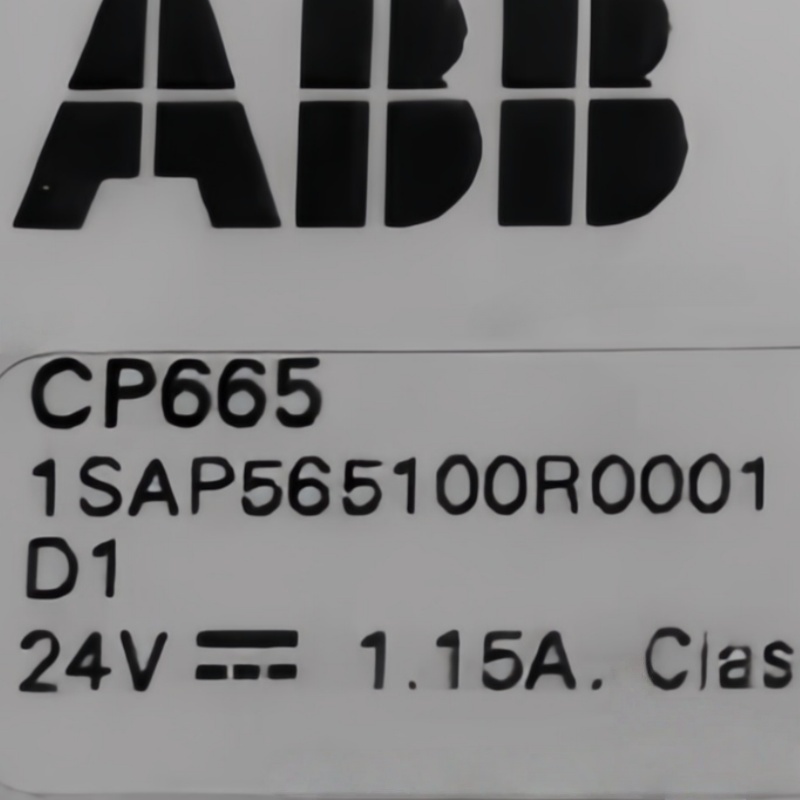 ABB
CP665
1SAP565100R0001
D1
24V ⎓ 1.15A. Clas